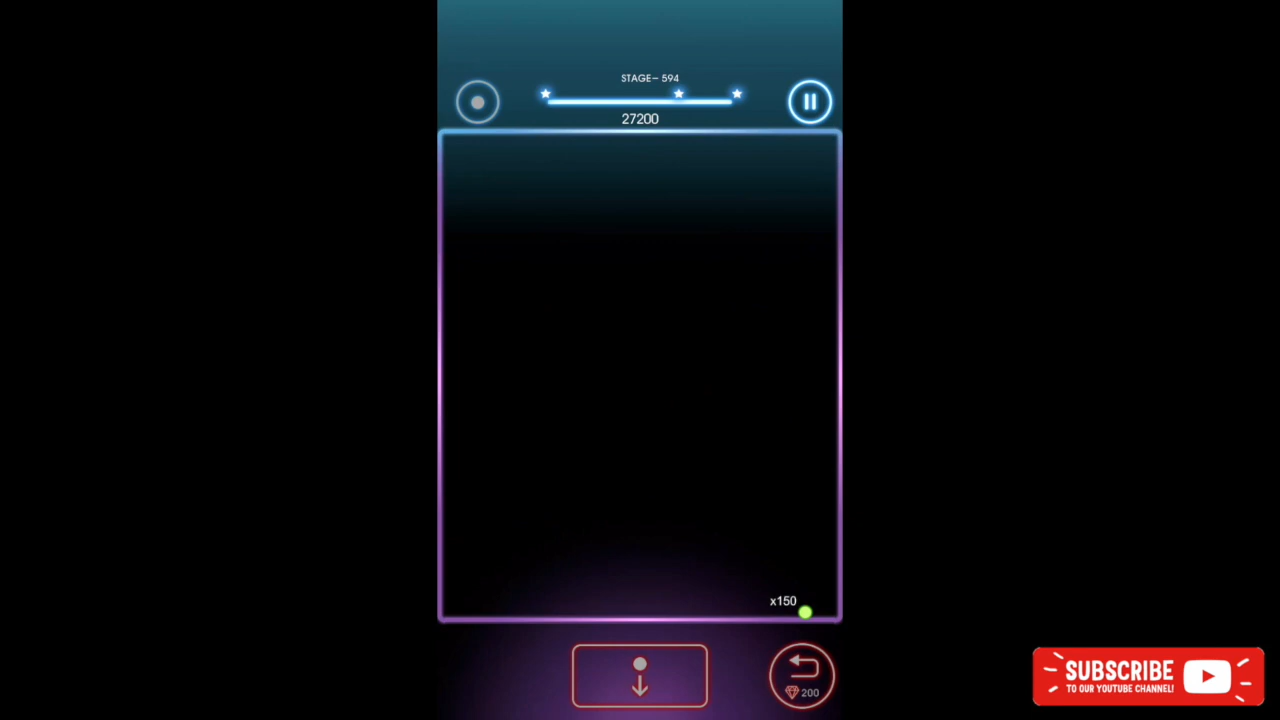 STAGE– 594
27200
x150
200
SUBSCRIBE
TO OUR YOUTUBE CHANNEL!